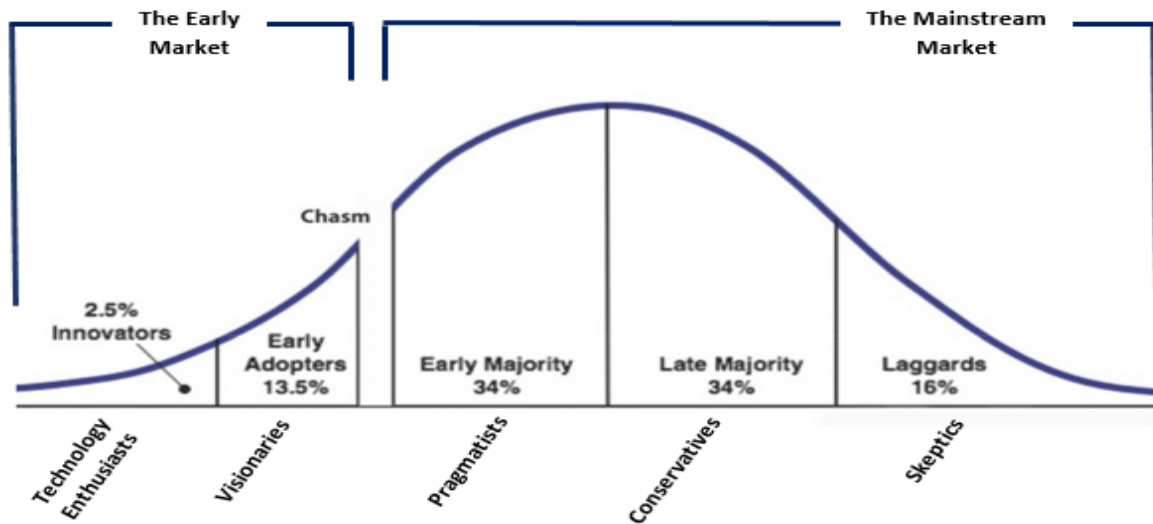 The Early
Market
The Mainstream
Market
Chasm
2.5%
Innovators
Early
Adopters
13.5%
Early Majority
34%
Late Majority
34%
Laggards
16%
Technology
Enthusiasts
Visionaries
Pragmatists
Conservatives
Skeptics